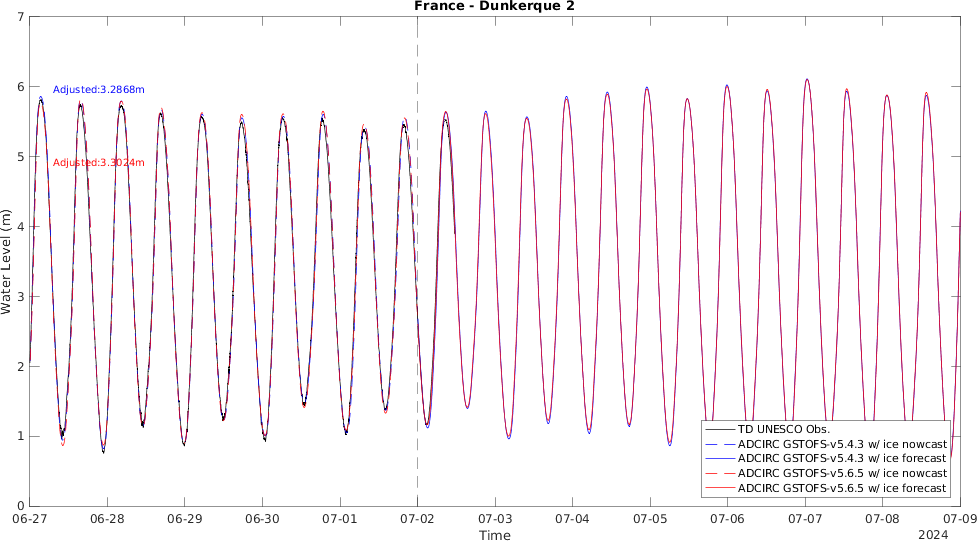 France - Dunkerque 2
7
6
5
4
3
2
1
0
Water Level (m)
Adjusted:3.2868m
Adjusted:3.3024m
TD UNESCO Obs.
ADCIRC GSTOFS-v5.4.3 w/ ice nowcast
ADCIRC GSTOFS-v5.4.3 w/ ice forecast
ADCIRC GSTOFS-v5.6.5 w/ ice nowcast
ADCIRC GSTOFS-v5.6.5 w/ ice forecast
06-27 06-28 06-29 06-30 07-01 07-02 07-03 07-04 07-05 07-06 07-07 07-08 07-09
Time
2024